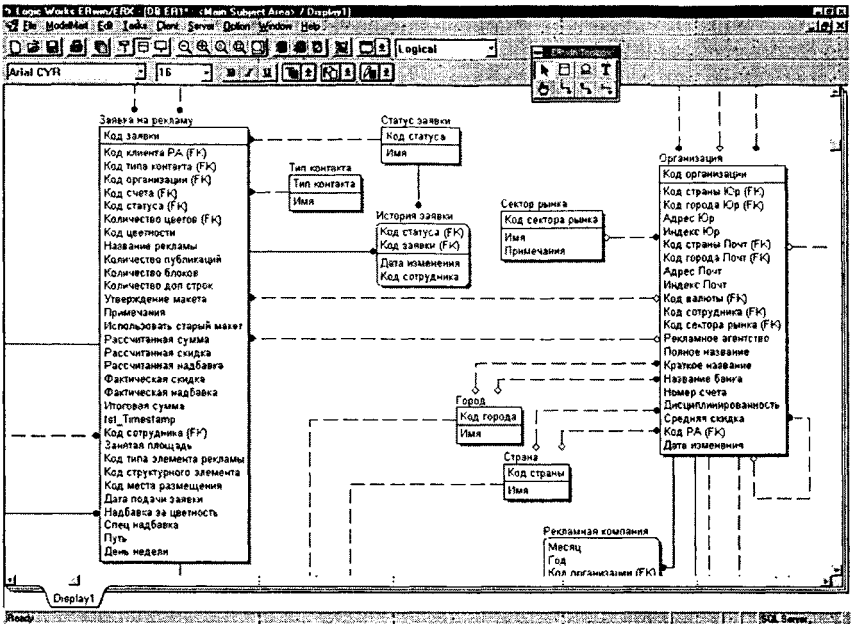 Logic Works ERwin/ERX - [DB ER1* : <Main Subject Area> / Display1]
File ModelMart Edit Tasks Client Server Option Window Help
Logical
ERwin Toolbox
Arial CYR
16
B I U
T
Заявка на рекламу
Код заявки
Код клиента РА (FK)
Код типа контакта (FK)
Код организации (FK)
Код счета (FK)
Код статуса (FK)
Количество цветов (FK)
Код цветности
Название рекламы
Количество публикаций
Количество блоков
Количество доп строк
Утверждение макета
Примечания
Использовать старый макет
Рассчитанная сумма
Рассчитанная скидка
Рассчитанная надбавка
Фактическая скидка
Фактическая надбавка
Итоговая сумма
tst_Timestamp
Код сотрудника (FK)
Занятая площадь
Код типа элемента рекламы
Код структурного элемента
Код места размещения
Дата подачи заявки
Надбавка за цветность
Спец надбавка
Путь
День недели
Статус заявки
Код статуса
Имя
Тип контакта
Тип контакта
Имя
История заявки
Код статуса (FK)
Код заявки (FK)
Дата изменения
Код сотрудника
Сектор рынка
Код сектора рынка
Имя
Примечания
Организация
Код организации
Код страны Юр (FK)
Код города Юр (FK)
Адрес Юр
Индекс Юр
Код страны Почт (FK)
Код города Почт (FK)
Адрес Почт
Индекс Почт
Код валюты (FK)
Код сотрудника (FK)
Код сектора рынка (FK)
Рекламное агентство
Полное название
Краткое название
Название банка
Номер счета
Дисциплинированность
Средняя скидка
Код РА (FK)
Дата изменения
Город
Код города
Имя
Страна
Код страны
Имя
Рекламная компания
Месяц
Год
Код организации (FK)
Display1
Ready
SQL Server